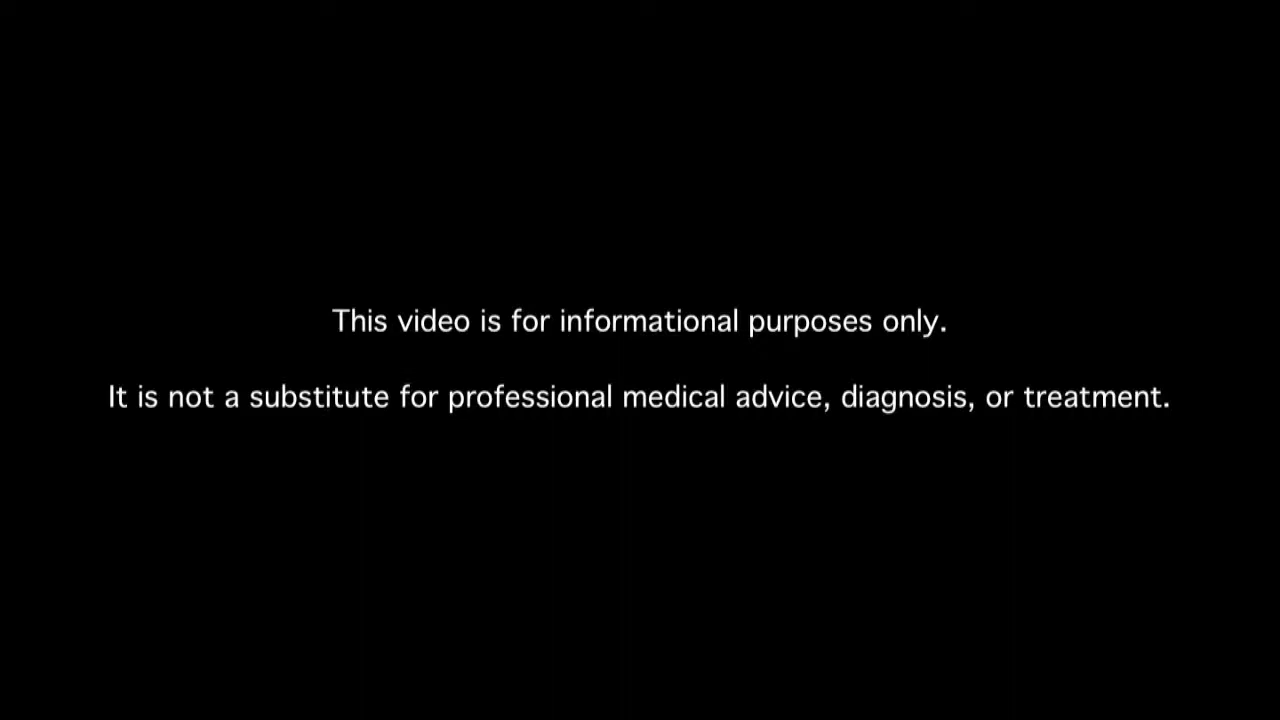 This video is for informational purposes only.
It is not a substitute for professional medical advice, diagnosis, or treatment.